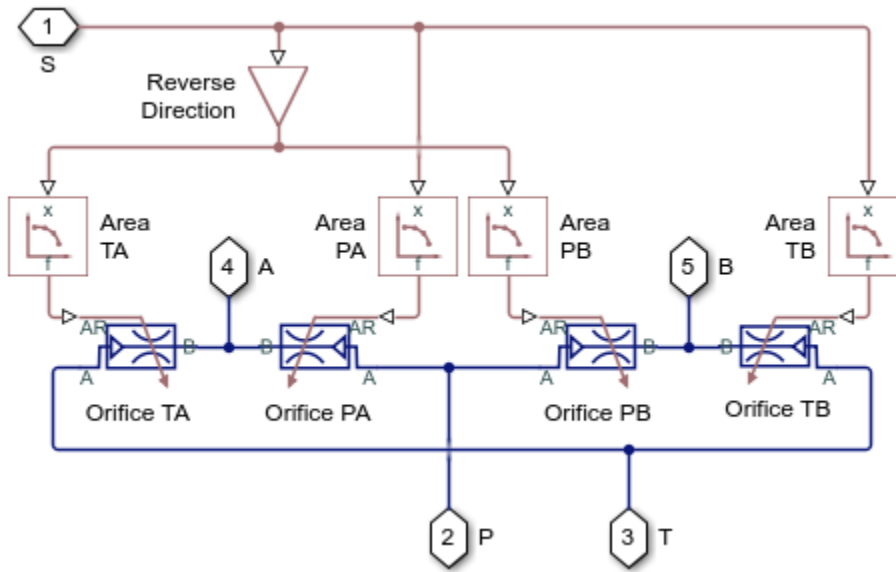 1
S
Reverse
Direction
x
f
Area
TA
4
A
Area
PA
x
f
x
f
Area
PB
5
B
Area
TB
x
f
AR
A
B
Orifice TA
B
AR
A
Orifice PA
AR
A
B
Orifice PB
B
AR
A
Orifice TB
2
P
3
T